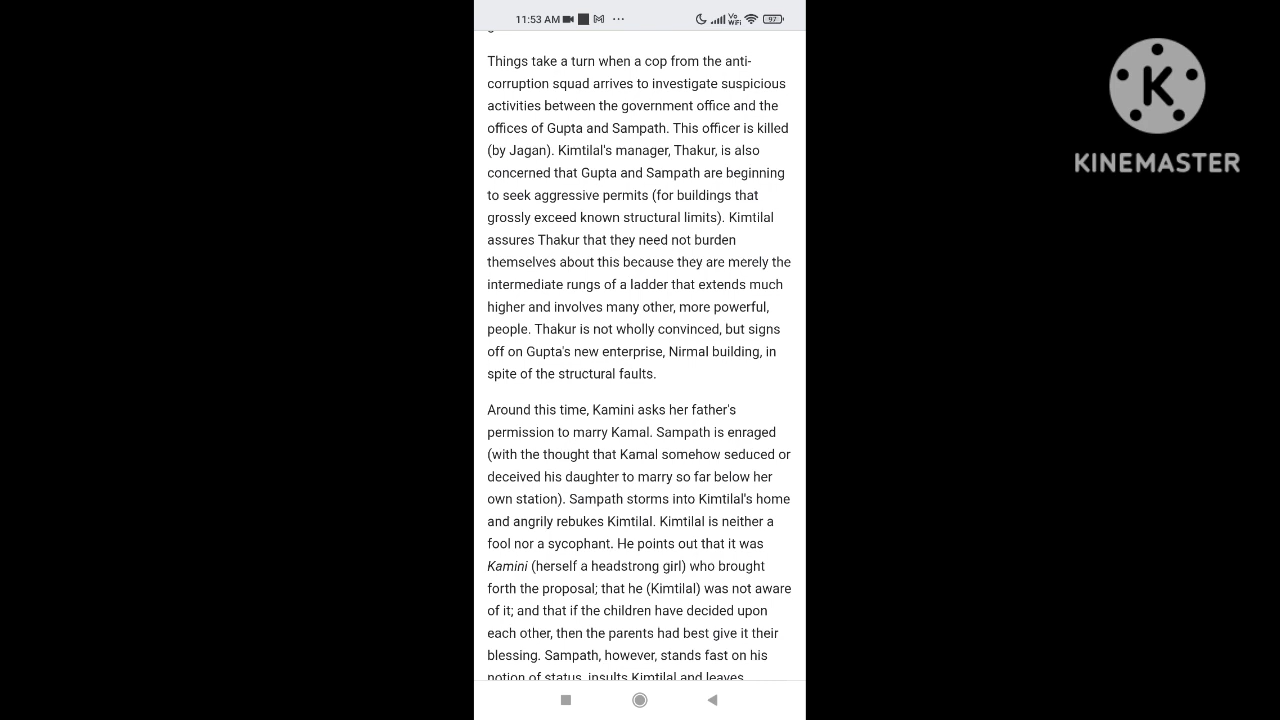 11:53 AM ... Vo WiFi 97
Things take a turn when a cop from the anti-
corruption squad arrives to investigate suspicious
activities between the government office and the
offices of Gupta and Sampath. This officer is killed
(by Jagan). Kimtilal's manager, Thakur, is also
concerned that Gupta and Sampath are beginning
to seek aggressive permits (for buildings that
grossly exceed known structural limits). Kimtilal
assures Thakur that they need not burden
themselves about this because they are merely the
intermediate rungs of a ladder that extends much
higher and involves many other, more powerful,
people. Thakur is not wholly convinced, but signs
off on Gupta's new enterprise, Nirmal building, in
spite of the structural faults.
Around this time, Kamini asks her father's
permission to marry Kamal. Sampath is enraged
(with the thought that Kamal somehow seduced or
deceived his daughter to marry so far below her
own station). Sampath storms into Kimtilal's home
and angrily rebukes Kimtilal. Kimtilal is neither a
fool nor a sycophant. He points out that it was
Kamini (herself a headstrong girl) who brought
forth the proposal; that he (Kimtilal) was not aware
of it; and that if the children have decided upon
each other, then the parents had best give it their
blessing. Sampath, however, stands fast on his
notion of status, insults Kimtilal and leaves.
K
KINEMASTER